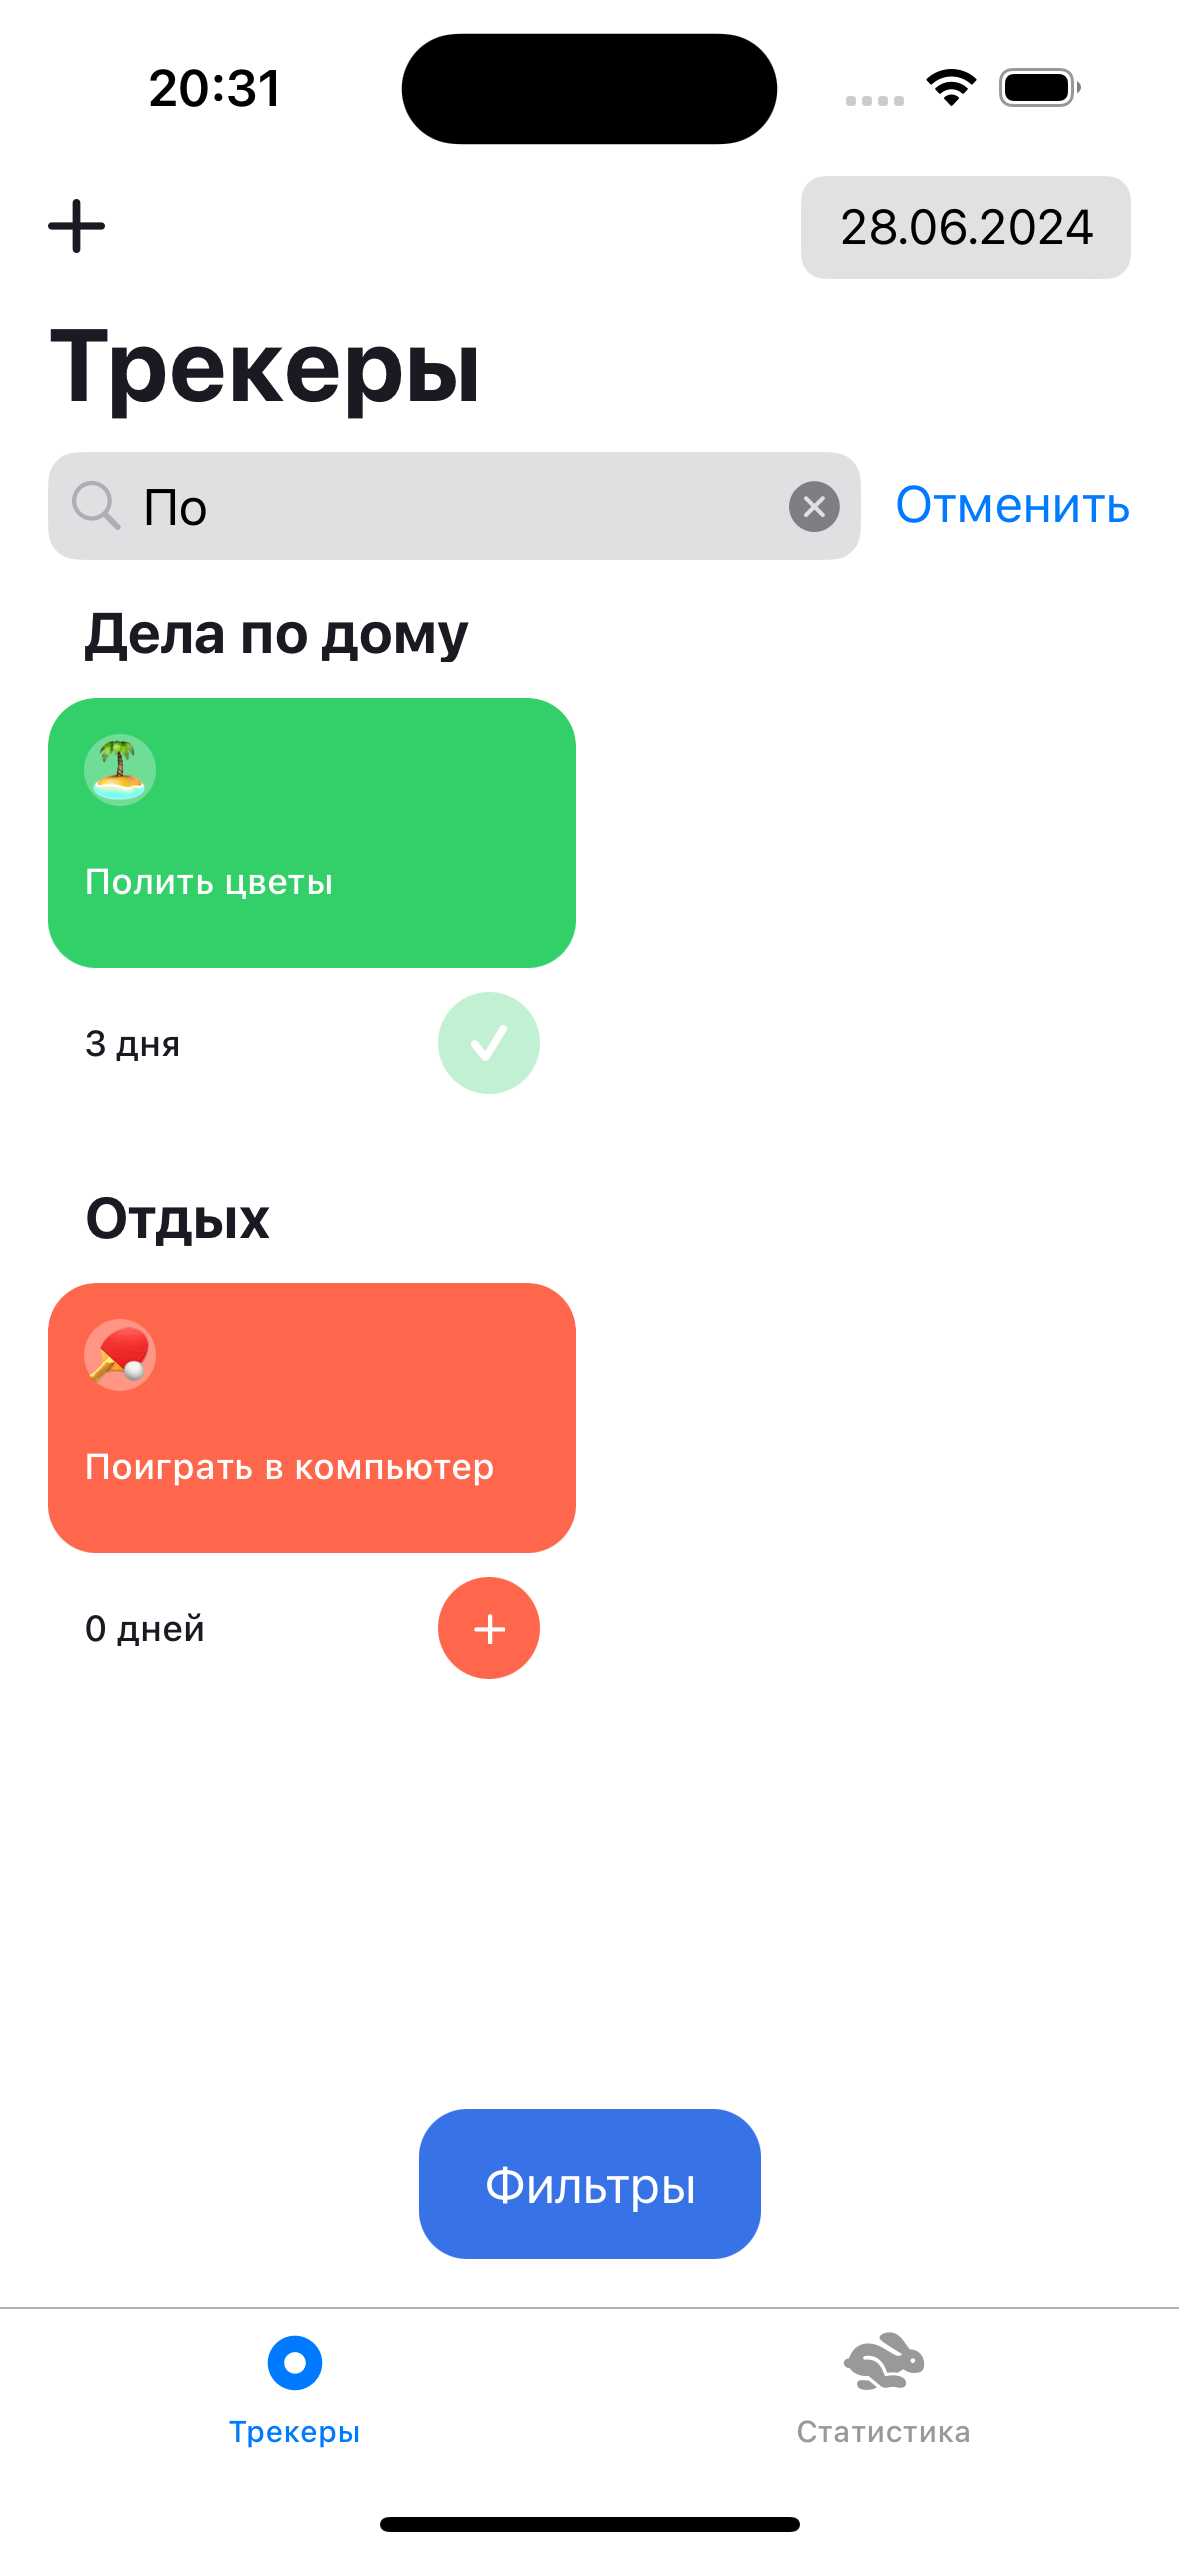 20:31
28.06.2024
Трекеры
По
Отменить
Дела по дому
Полить цветы
3 дня
Отдых
Поиграть в компьютер
0 дней
Фильтры
Трекеры
Статистика